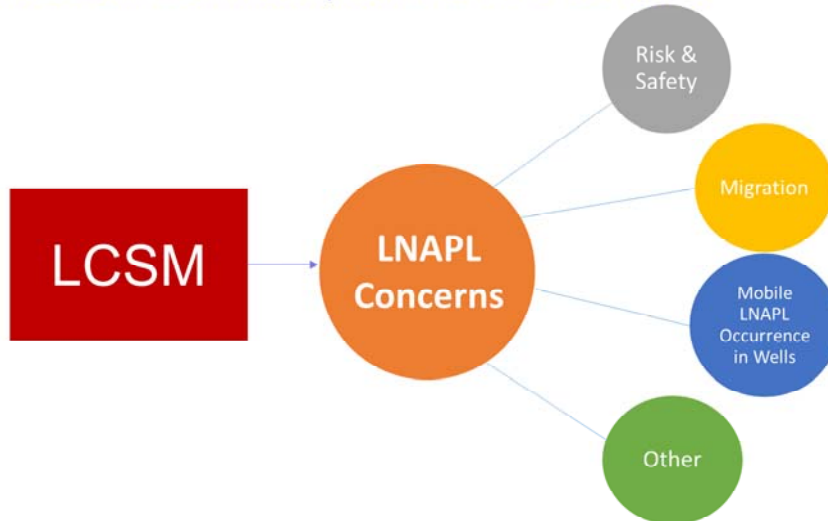 Risk &
Safety
Migration
LCSM
LNAPL
Concerns
Mobile
LNAPL
Occurrence
in Wells
Other